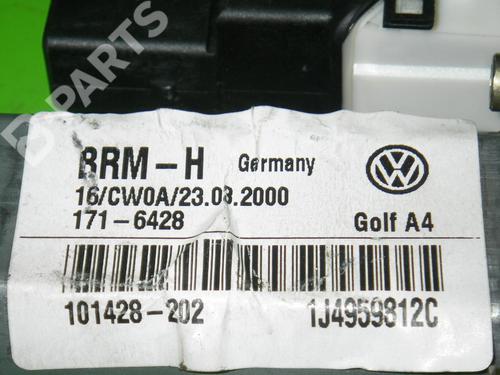 B-PARTS
BRM-H Germany
16/CW0A/23.08.2000
171-6428 Golf A4
101428-202 1J4959812C